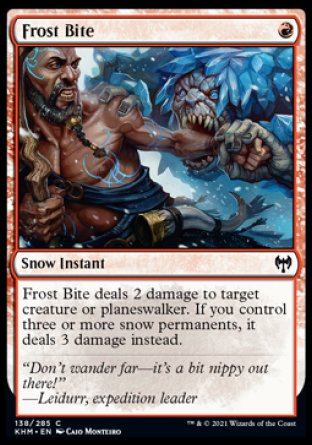 Frost Bite
Snow Instant
Frost Bite deals 2 damage to target
creature or planeswalker. If you control
three or more snow permanents, it
deals 3 damage instead.
“Don’t wander far—it’s a bit nippy out
there!”
—Leidurr, expedition leader
138/285 C
KHM • EN Caio Monteiro
™ & © 2021 Wizards of the Coast